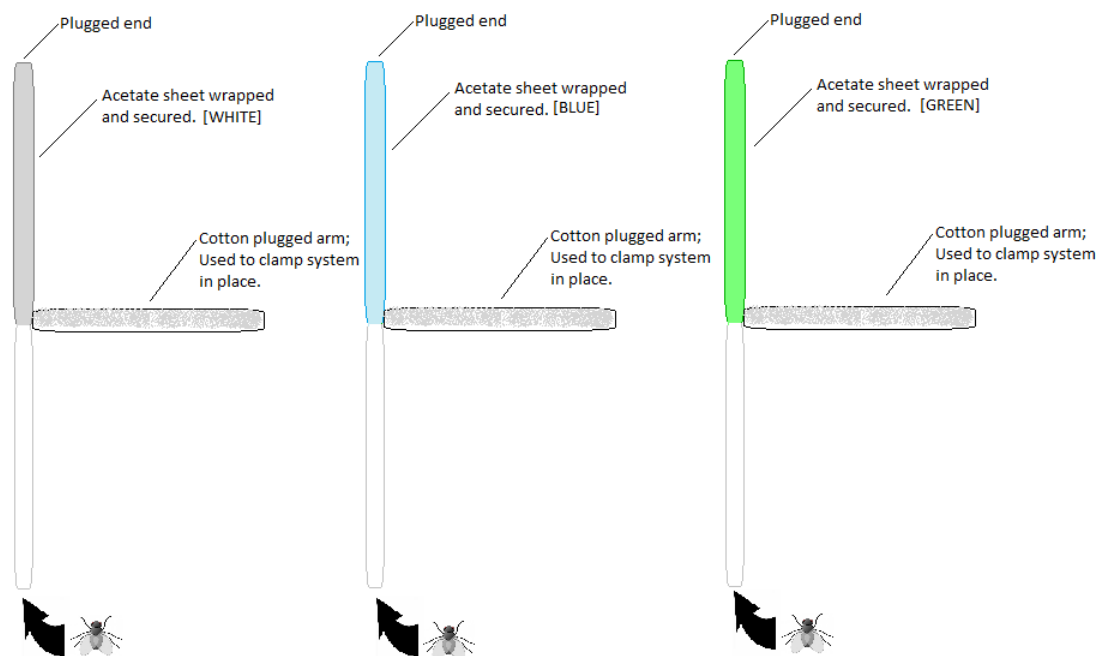 Plugged end
Acetate sheet wrapped
and secured. [WHITE]
Cotton plugged arm;
Used to clamp system
in place.
Plugged end
Acetate sheet wrapped
and secured. [BLUE]
Cotton plugged arm;
Used to clamp system
in place.
Plugged end
Acetate sheet wrapped
and secured. [GREEN]
Cotton plugged arm;
Used to clamp system
in place.